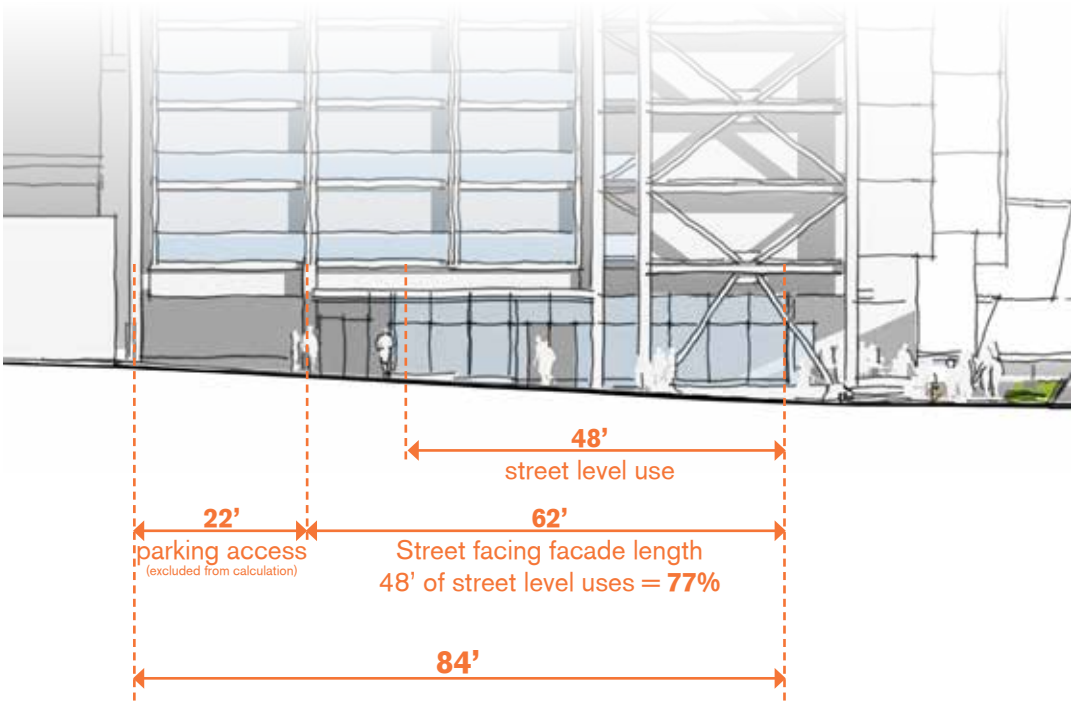 48’
street level use
22’
parking access
(excluded from calculation)
62’
Street facing facade length
48’ of street level uses = 77%
84’